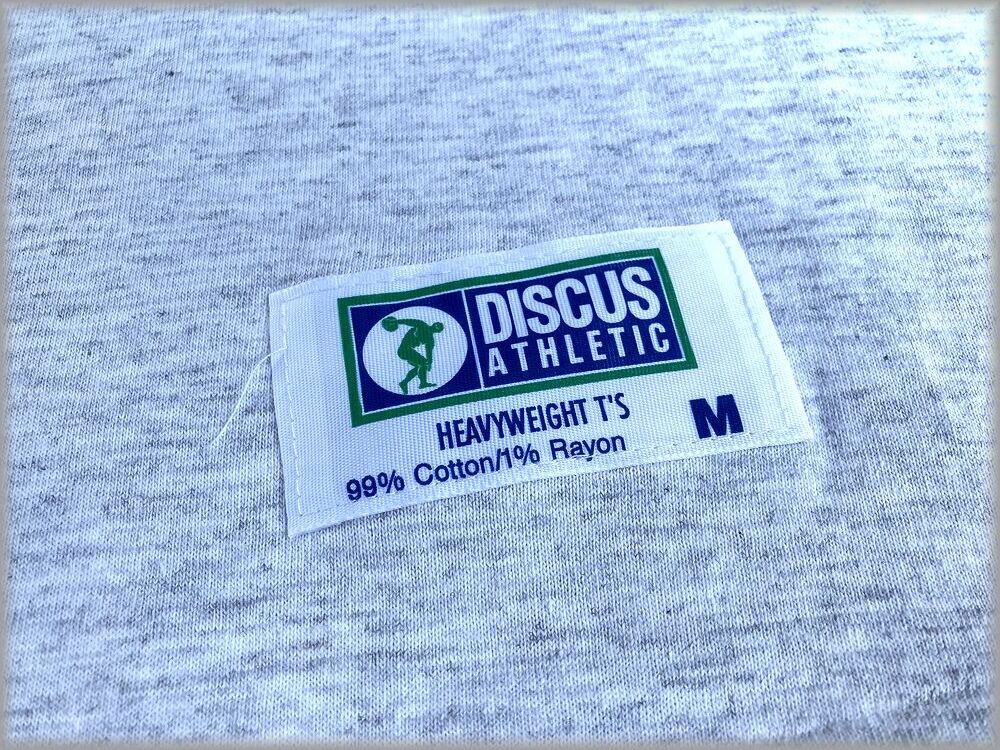 DISCUS
ATHLETIC
HEAVYWEIGHT T'S
99% Cotton/1% Rayon
M